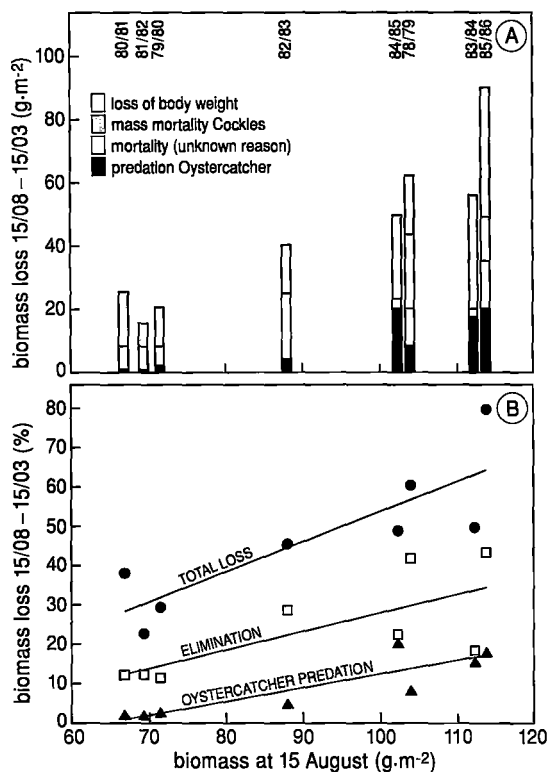 80/81
81/82
79/80
82/83
84/85
78/79
83/84
85/86
A
100
80
60
40
20
0
biomass loss 15/08 – 15/03 (g·m-2)
loss of body weight
mass mortality Cockles
mortality (unknown reason)
predation Oystercatcher
B
80
70
60
50
40
30
20
10
0
biomass loss 15/08 – 15/03 (%)
TOTAL LOSS
ELIMINATION
OYSTERCATCHER PREDATION
60 70 80 90 100 110 120
biomass at 15 August (g·m-2)